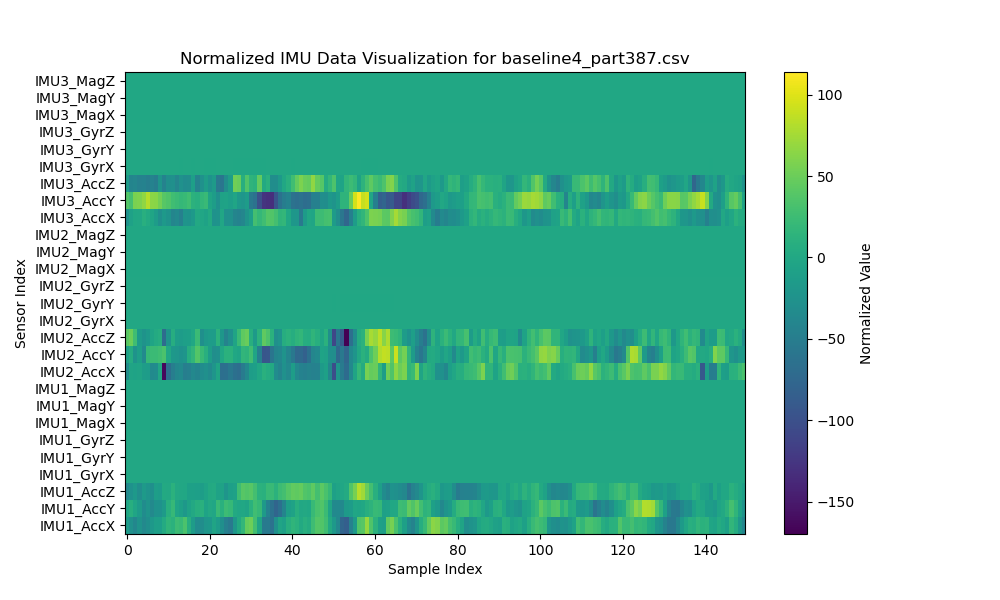 Normalized IMU Data Visualization for baseline4_part387.csv
IMU3_MagZ
IMU3_MagY
IMU3_MagX
IMU3_GyrZ
IMU3_GyrY
IMU3_GyrX
IMU3_AccZ
IMU3_AccY
IMU3_AccX
IMU2_MagZ
IMU2_MagY
IMU2_MagX
IMU2_GyrZ
IMU2_GyrY
IMU2_GyrX
IMU2_AccZ
IMU2_AccY
IMU2_AccX
IMU1_MagZ
IMU1_MagY
IMU1_MagX
IMU1_GyrZ
IMU1_GyrY
IMU1_GyrX
IMU1_AccZ
IMU1_AccY
IMU1_AccX
Sensor Index
0 20 40 60 80 100 120 140
Sample Index
100
50
0
−50
−100
−150
Normalized Value